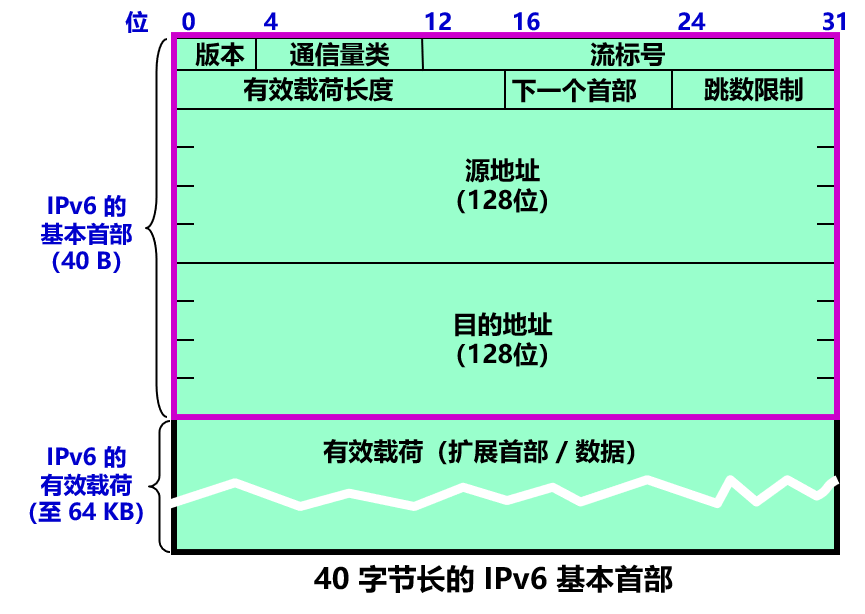 位 0 4 12 16 24 31
版本 通信量类 流标号
有效载荷长度 下一个首部 跳数限制
源地址
(128位)
IPv6 的
基本首部
(40 B)
目的地址
(128位)
有效载荷（扩展首部 / 数据）
IPv6 的
有效载荷
(至 64 KB)
40 字节长的 IPv6 基本首部